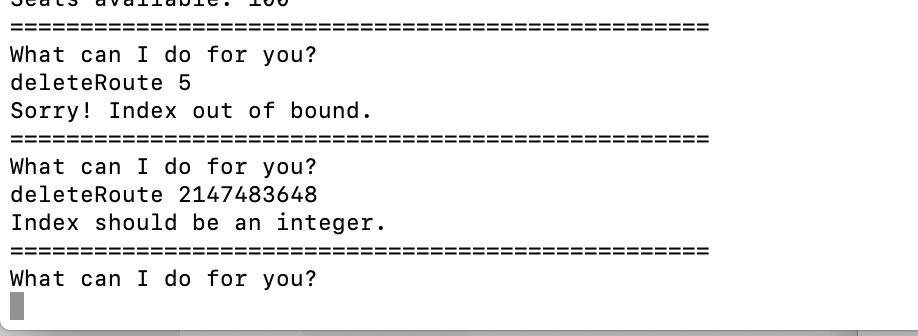 Seats available: 100
==================================================
What can I do for you?
deleteRoute 5
Sorry! Index out of bound.
==================================================
What can I do for you?
deleteRoute 2147483648
Index should be an integer.
==================================================
What can I do for you?